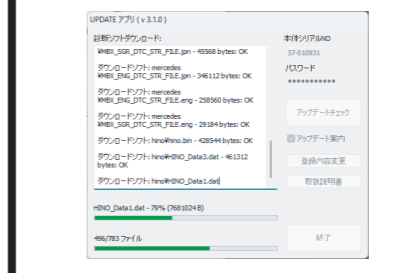 UPDATE アプリ ( v 3.1.0 )
診断ソフトダウンロード:
¥MBX_SGR_DTC_STR_FILE.jpn - 45568 bytes: OK
ダウンロードソフト: mercedes
¥MBX_ENG_DTC_STR_FILE.jpn - 346112 bytes: OK
ダウンロードソフト: mercedes
¥MBX_ENG_DTC_STR_FILE.eng - 258560 bytes: OK
ダウンロードソフト: mercedes
¥MBX_SGR_DTC_STR_FILE.eng - 29184 bytes: OK
ダウンロードソフト: hino¥hino.bin - 428544 bytes: OK
ダウンロードソフト: hino¥HINO_Data3.dat - 461312
bytes: OK
ダウンロードソフト: hino¥HINO_Data1.dat
HINO_Data1.dat - 79% (7681024 B)
496/783 ファイル
本体シリアルNO
37-010931
パスワード
***********
アップデートチェック
アップデート案内
登録内容変更
取扱説明書
終了